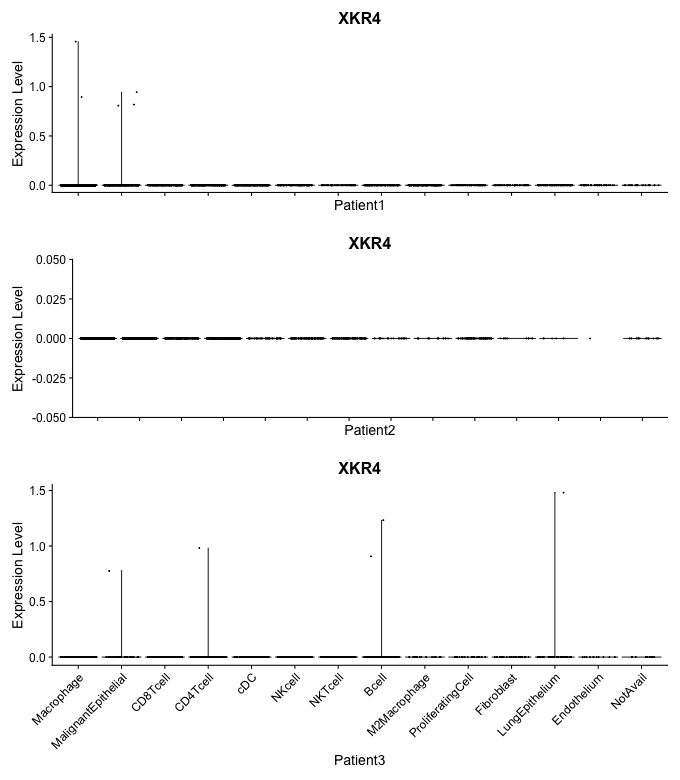 XKR4
Expression Level
1.5
1.0
0.5
0.0
Patient1
XKR4
Expression Level
0.050
0.025
0.000
-0.025
-0.050
Patient2
XKR4
Expression Level
1.5
1.0
0.5
0.0
Macrophage
MalignantEpithelial
CD8Tcell
CD4Tcell
cDC
NKcell
NKTcell
Bcell
M2Macrophage
ProliferatingCell
Fibroblast
LungEpithelium
Endothelium
NotAvail
Patient3